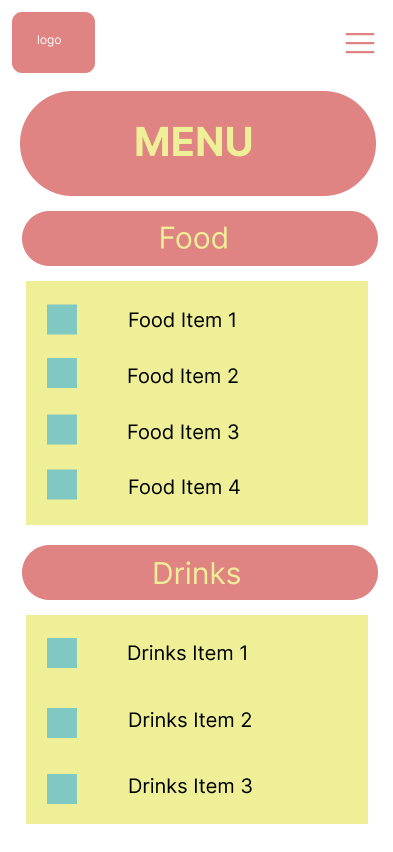 logo
MENU
Food
Food Item 1
Food Item 2
Food Item 3
Food Item 4
Drinks
Drinks Item 1
Drinks Item 2
Drinks Item 3